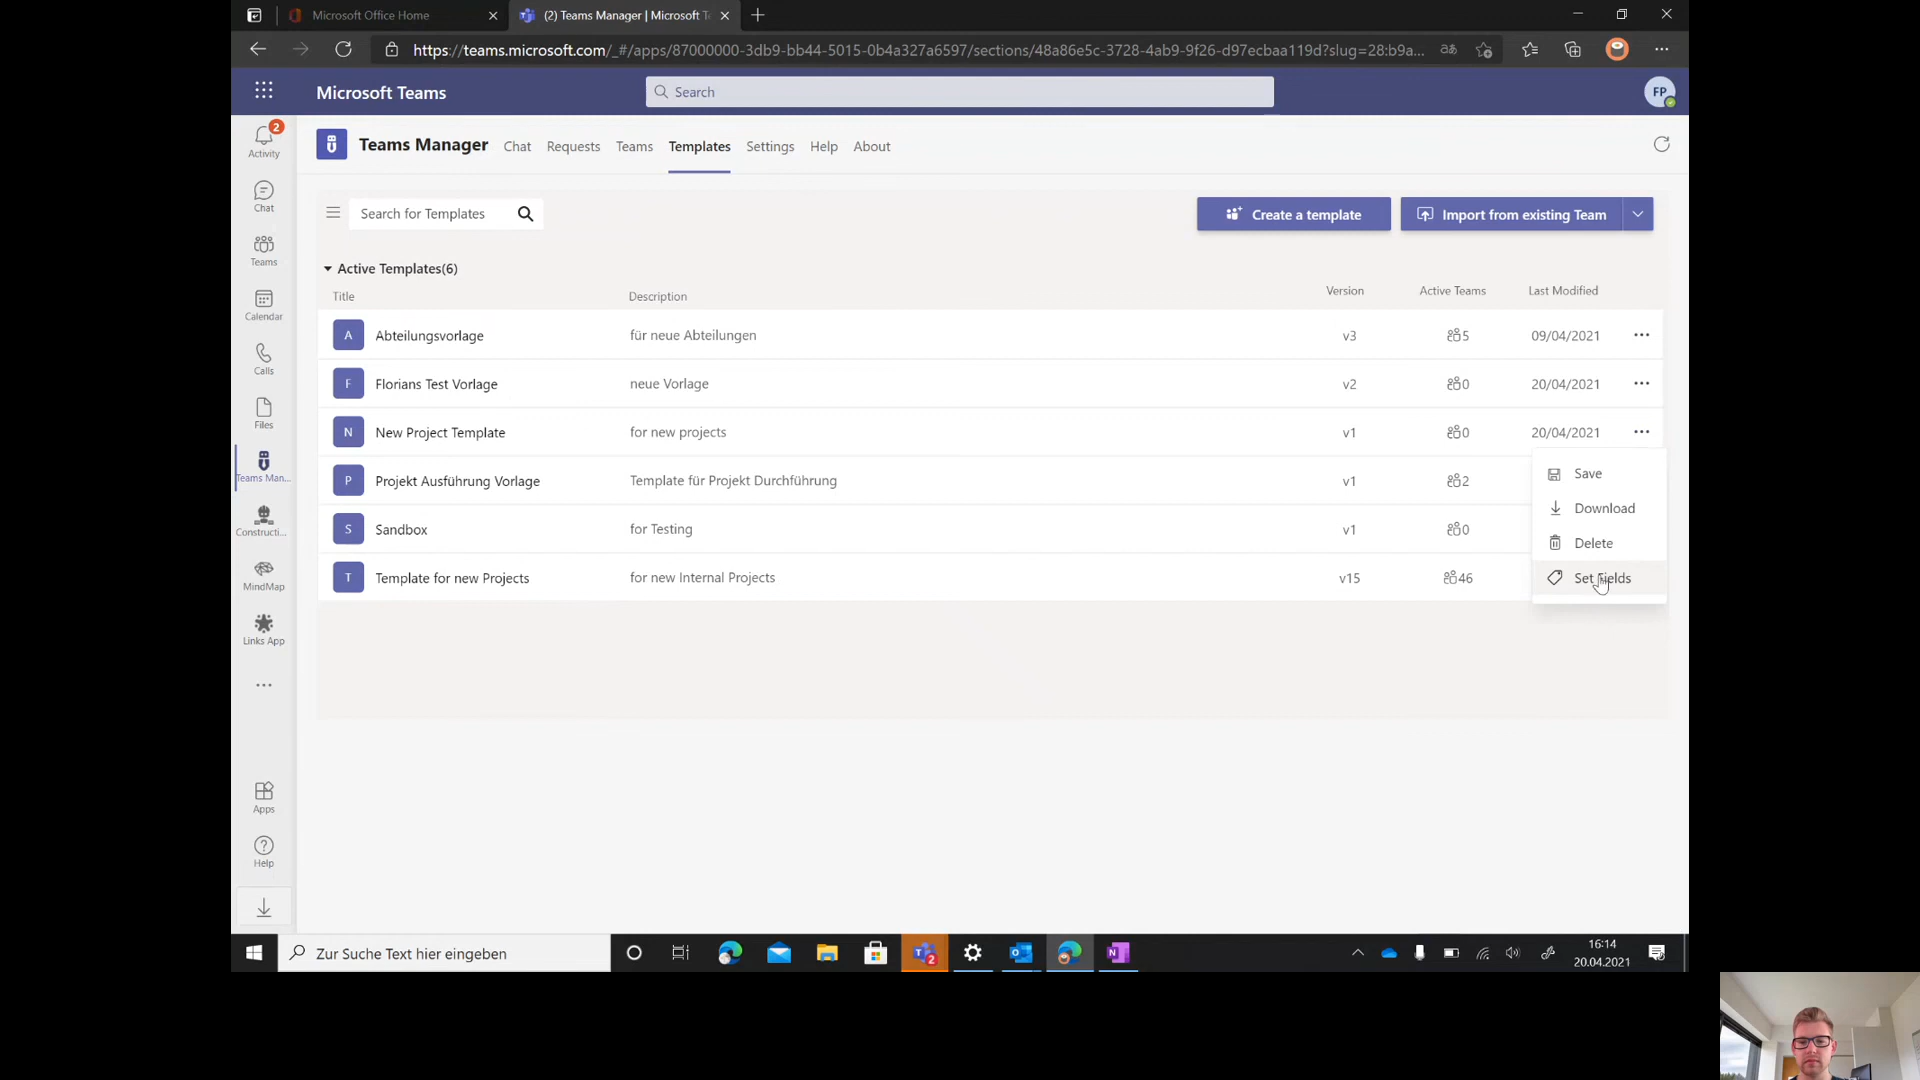 Microsoft Office Home
(2) Teams Manager | Microsoft T
https://teams.microsoft.com/_#/apps/87000000-3db9-bb44-5015-0b4a327a6597/sections/48a86e5c-3728-4ab9-9f26-d97ecbaa119d?slug=28:b9a...
Microsoft Teams
Search
FP
2
Activity
Chat
Teams
Calendar
Calls
Files
Teams Man...
Constructi...
MindMap
Links App
Apps
Help
Teams Manager Chat Requests Teams Templates Settings Help About
Search for Templates
Create a template
Import from existing Team
Active Templates(6)
Title Description Version Active Teams Last Modified
A Abteilungsvorlage für neue Abteilungen v3 5 09/04/2021
F Florians Test Vorlage neue Vorlage v2 0 20/04/2021
N New Project Template for new projects v1 0 20/04/2021
P Projekt Ausführung Vorlage Template für Projekt Durchführung v1 2
S Sandbox for Testing v1 0
T Template for new Projects for new Internal Projects v15 46
Save
Download
Delete
Set Fields
Zur Suche Text hier eingeben
2
16:14
20.04.2021